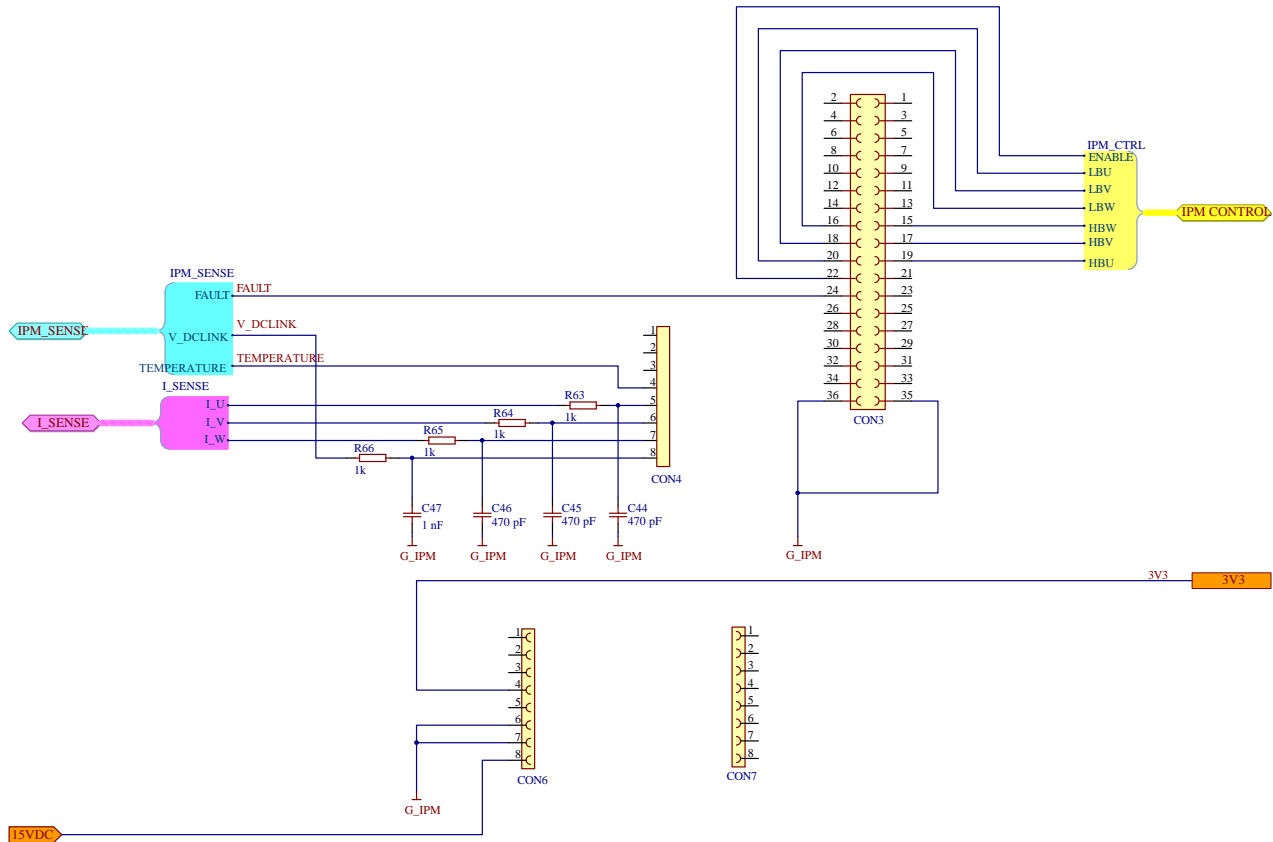 2 1
4 3
6 5
8 7
10 9
12 11
14 13
16 15
18 17
20 19
22 21
24 23
26 25
28 27
30 29
32 31
34 33
36 35
CON3
G_IPM
IPM_CTRL
ENABLE
LBU
LBV
LBW
HBW
HBV
HBU
IPM CONTROL
IPM_SENSE
FAULT FAULT
V_DCLINK
IPM_SENSE
V_DCLINK
TEMPERATURE
TEMPERATURE
I_SENSE
I_U
I_SENSE
I_V
I_W
R63
1k
R64
1k
R65
1k
R66
1k
1
2
3
4
5
6
7
8
CON4
C47
1 nF
G_IPM
C46
470 pF
G_IPM
C45
470 pF
G_IPM
C44
470 pF
G_IPM
3V3 3V3
1
2
3
4
5
6
7
8
CON6
G_IPM
1
2
3
4
5
6
7
8
CON7
15VDC